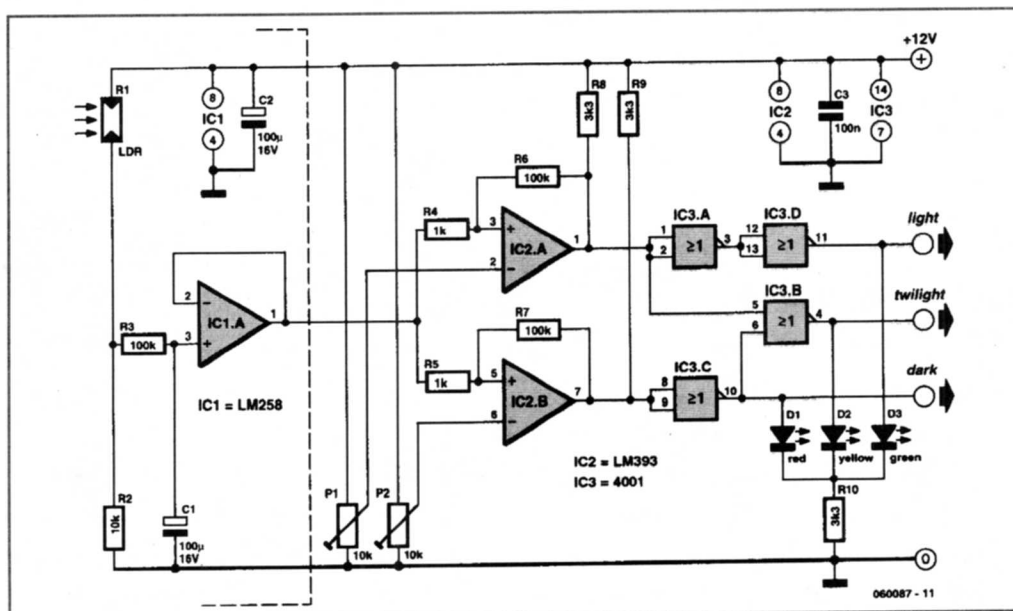 +12V
R1
LDR
8
IC1
4
C2
100µ
16V
R8
3k3
R9
3k3
8
IC2
4
C3
100n
14
IC3
7
R6
100k
R4
1k
3
+
2
−
IC2.A
1
IC3.A
1
2
≥1
3
IC3.D
12
13
≥1
11
light
2
−
3
+
IC1.A
1
R3
100k
IC1 = LM258
R7
100k
R5
1k
5
+
6
−
IC2.B
7
IC3.B
5
6
≥1
4
twilight
IC3.C
8
9
≥1
10
dark
D1
red
D2
yellow
D3
green
IC2 = LM393
IC3 = 4001
R2
10k
C1
100µ
16V
P1
10k
P2
10k
R10
3k3
0
060087 - 11